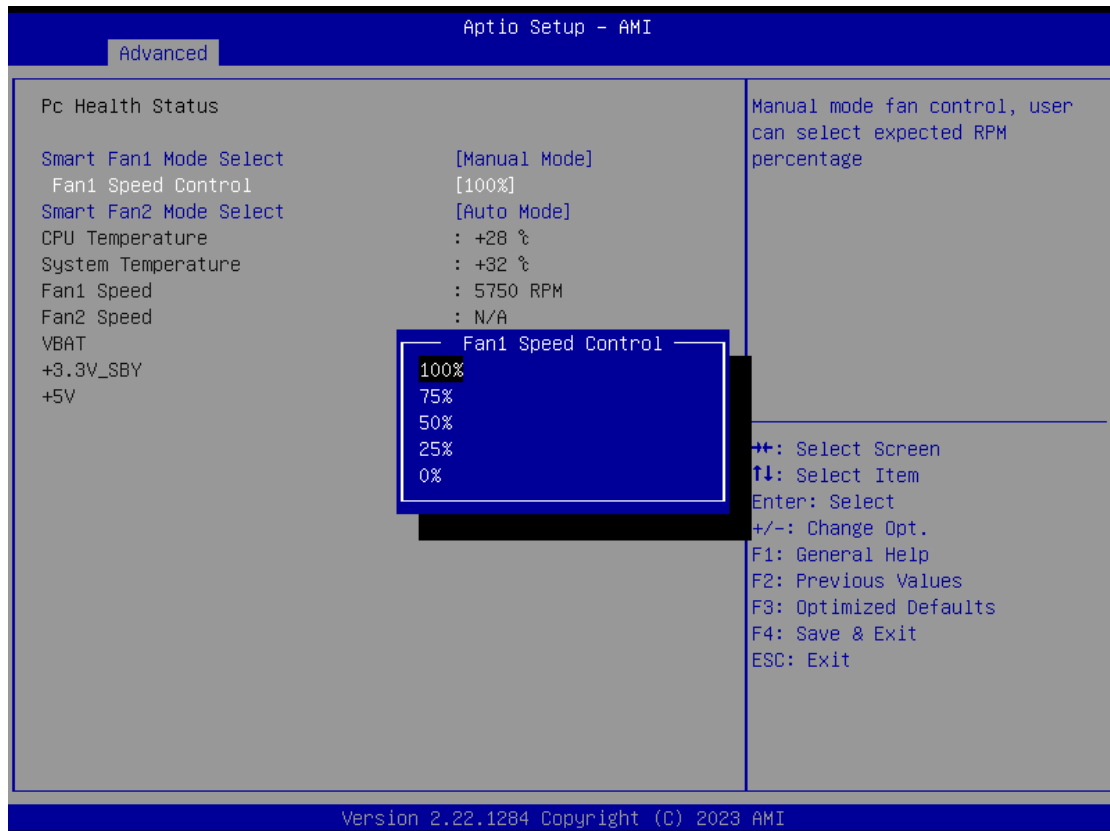 Aptio Setup – AMI
Advanced
Pc Health Status
Smart Fan1 Mode Select [Manual Mode]
Fan1 Speed Control [100%]
Smart Fan2 Mode Select [Auto Mode]
CPU Temperature : +28 ℃
System Temperature : +32 ℃
Fan1 Speed : 5750 RPM
Fan2 Speed : N/A
VBAT
+3.3V_SBY
+5V
Fan1 Speed Control
100%
75%
50%
25%
0%
Manual mode fan control, user
can select expected RPM
percentage
→←: Select Screen
↑↓: Select Item
Enter: Select
+/-: Change Opt.
F1: General Help
F2: Previous Values
F3: Optimized Defaults
F4: Save & Exit
ESC: Exit
Version 2.22.1284 Copyright (C) 2023 AMI